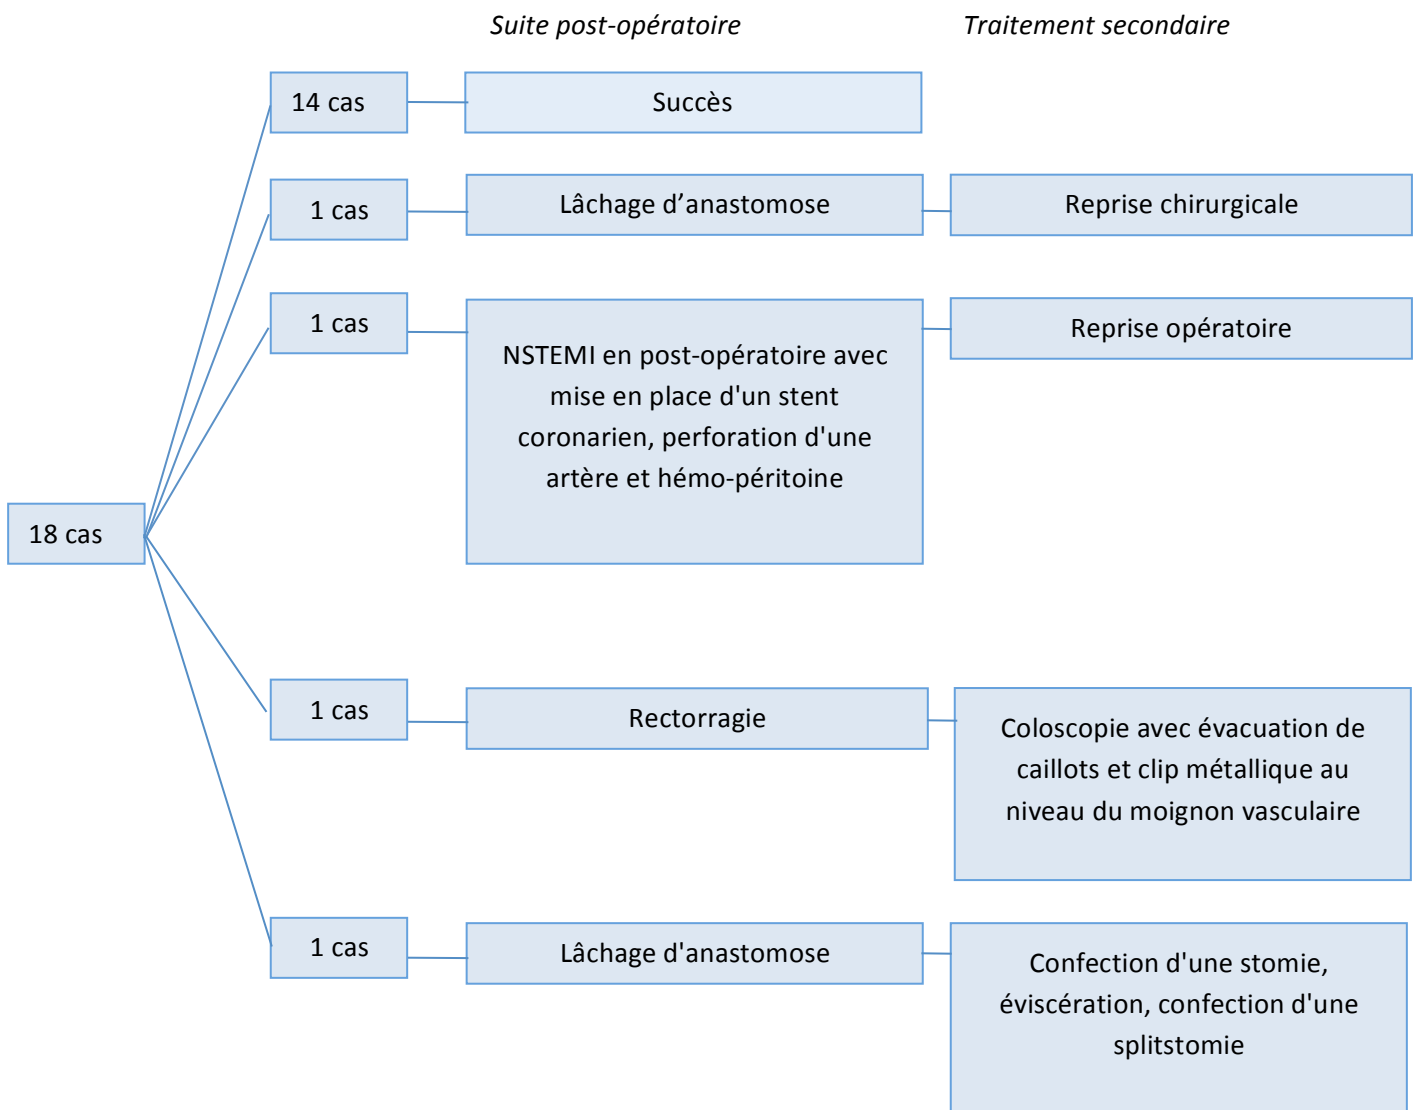 Suite post-opératoire
Traitement secondaire
14 cas
Succès
1 cas
Lâchage d’anastomose
Reprise chirurgicale
1 cas
NSTEMI en post-opératoire avec
mise en place d'un stent
coronarien, perforation d'une
artère et hémo-péritoine
Reprise opératoire
18 cas
1 cas
Rectorragie
Coloscopie avec évacuation de
caillots et clip métallique au
niveau du moignon vasculaire
1 cas
Lâchage d'anastomose
Confection d'une stomie,
éviscération, confection d'une
splitstomie